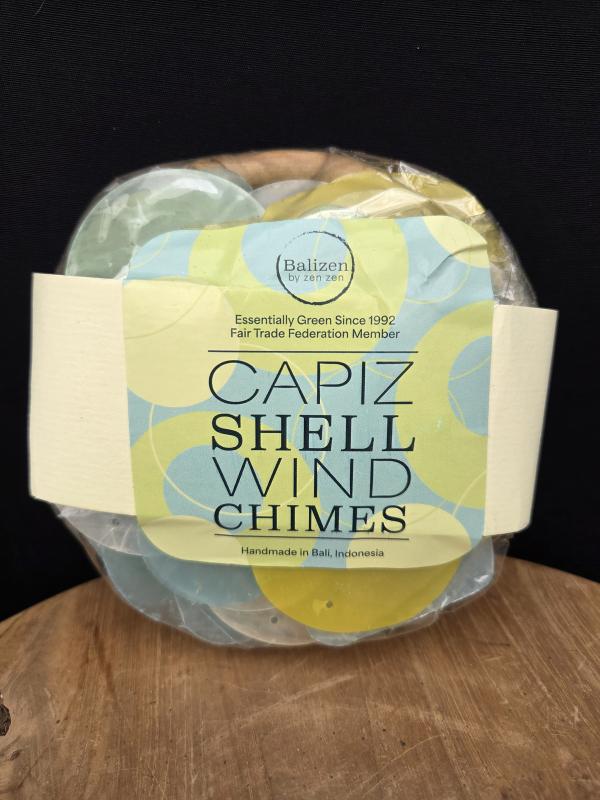 Balizen
by zen zen
Essentially Green Since 1992
Fair Trade Federation Member
CAPIZ
SHELL
WIND
CHIMES
Handmade in Bali, Indonesia